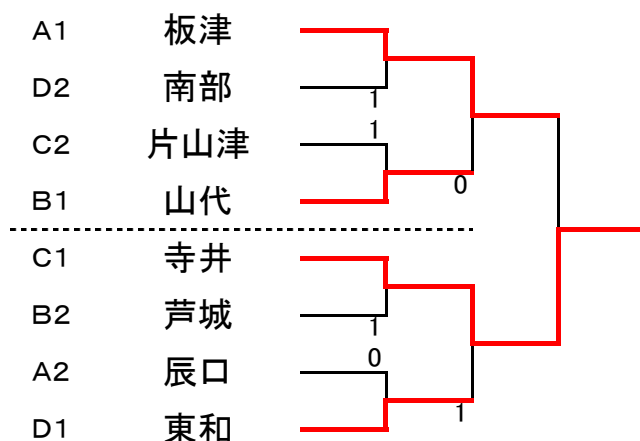 A1 板津
D2 南部
1
1
C2 片山津
B1 山代
0
C1 寺井
B2 芦城
1
0
A2 辰口
D1 東和
1